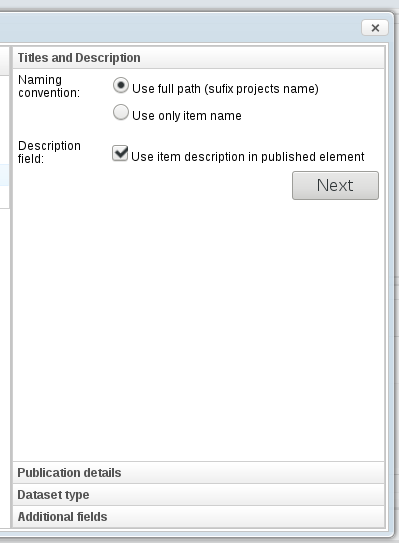 Titles and Description
Naming
convention:
Use full path (sufix projects name)
Use only item name
Description
field:
Use item description in published element
Next
Publication details
Dataset type
Additional fields